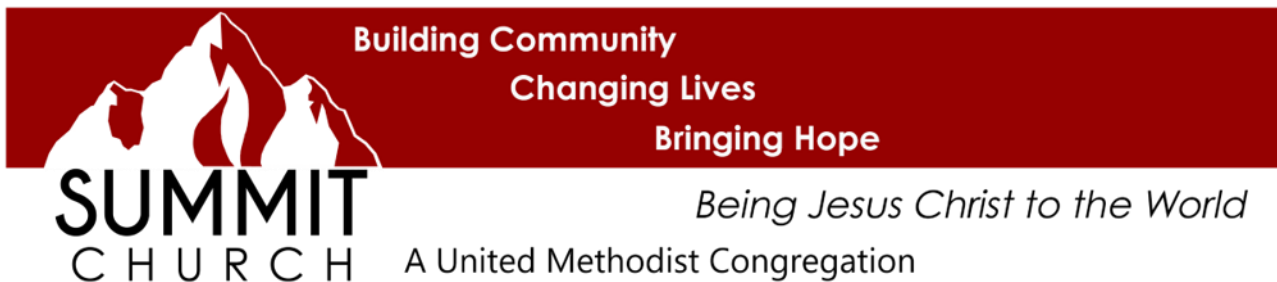 Building Community
Changing Lives
Bringing Hope
SUMMIT
CHURCH
Being Jesus Christ to the World
A United Methodist Congregation